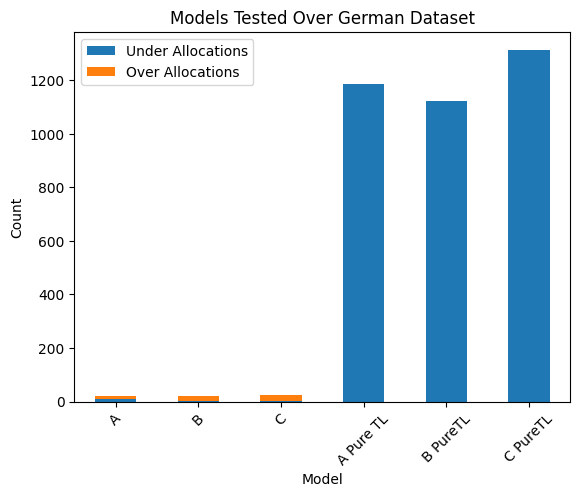 Models Tested Over German Dataset
Under Allocations
Over Allocations
1200
1000
800
600
400
200
0
Count
A
B
C
A Pure TL
B PureTL
C PureTL
Model